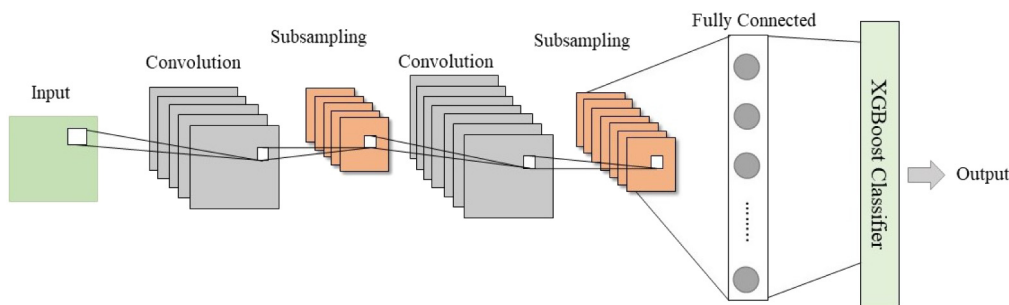 Input
Convolution
Subsampling
Convolution
Subsampling
Fully Connected
XGBoost Classifier
Output